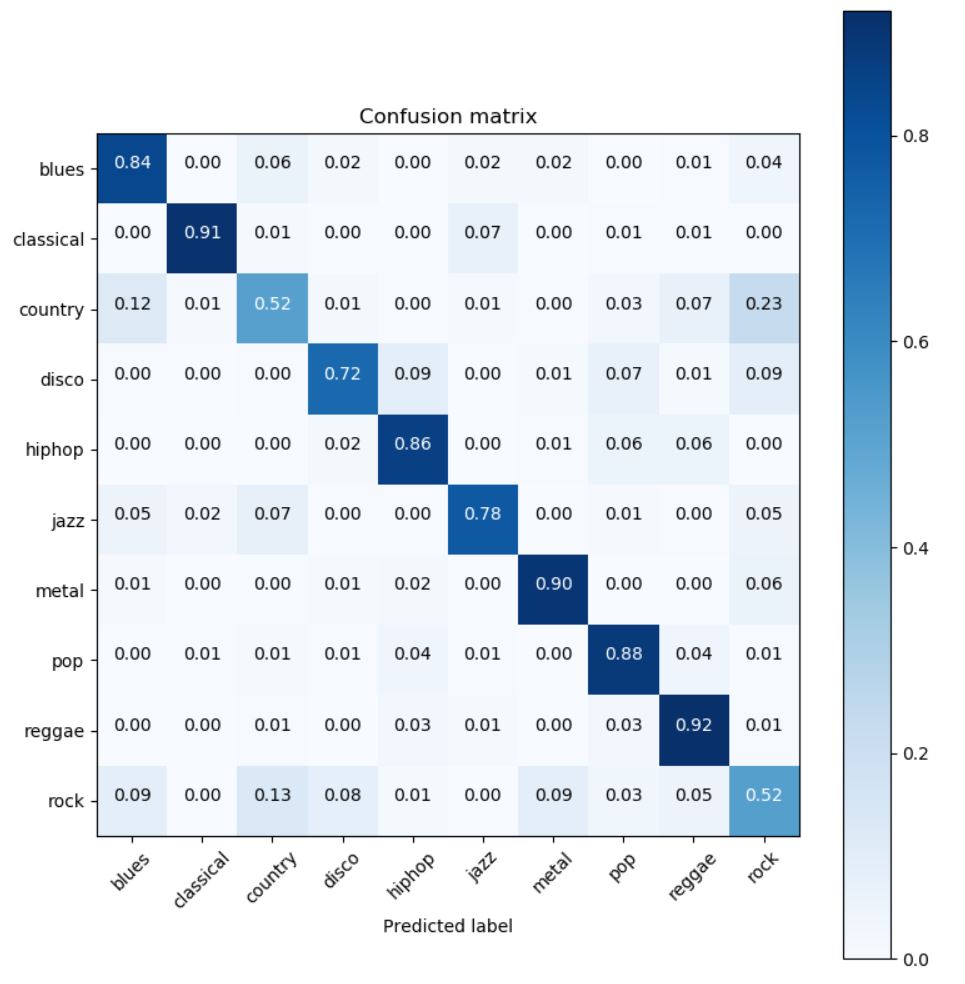 Confusion matrix
blues 0.84 0.00 0.06 0.02 0.00 0.02 0.02 0.00 0.01 0.04
classical 0.00 0.91 0.01 0.00 0.00 0.07 0.00 0.01 0.01 0.00
country 0.12 0.01 0.52 0.01 0.00 0.01 0.00 0.03 0.07 0.23
disco 0.00 0.00 0.00 0.72 0.09 0.00 0.01 0.07 0.01 0.09
hiphop 0.00 0.00 0.00 0.02 0.86 0.00 0.01 0.06 0.06 0.00
jazz 0.05 0.02 0.07 0.00 0.00 0.78 0.00 0.01 0.00 0.05
metal 0.01 0.00 0.00 0.01 0.02 0.00 0.90 0.00 0.00 0.06
pop 0.00 0.01 0.01 0.01 0.04 0.01 0.00 0.88 0.04 0.01
reggae 0.00 0.00 0.01 0.00 0.03 0.01 0.00 0.03 0.92 0.01
rock 0.09 0.00 0.13 0.08 0.01 0.00 0.09 0.03 0.05 0.52
blues classical country disco hiphop jazz metal pop reggae rock
Predicted label
0.8
0.6
0.4
0.2
0.0